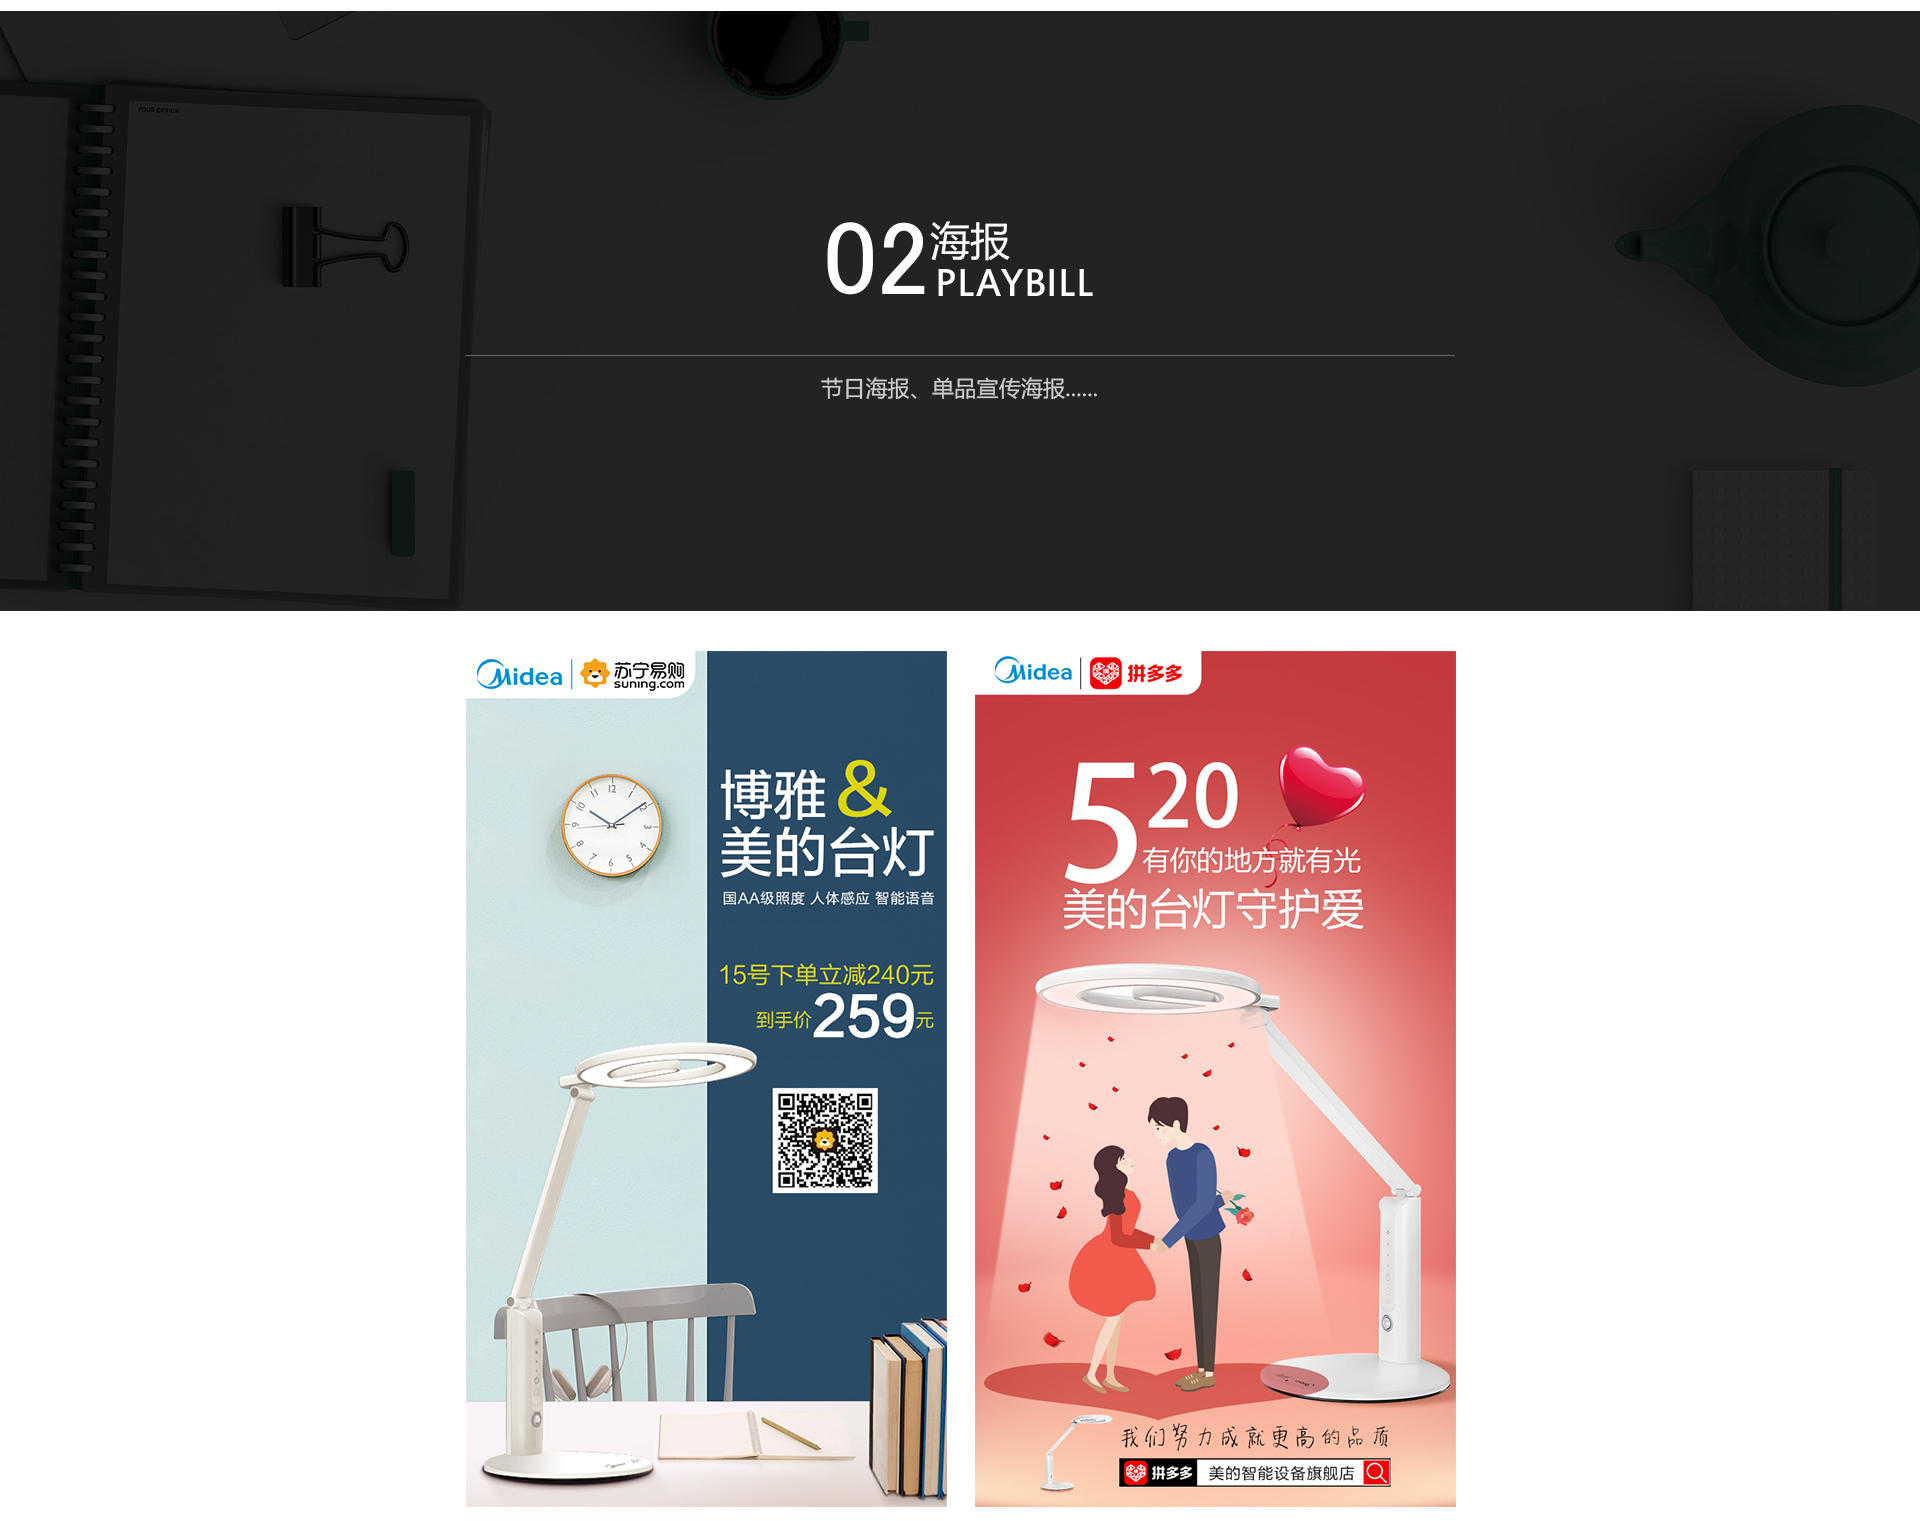 YOUR DESIGN
02
海报
PLAYBILL
节日海报、单品宣传海报......
Midea
苏宁易购
suning.com
博雅 &
美的台灯
国AA级照度 人体感应 智能语音
15号下单立减240元
到手价259元
Midea
拼多多
520
有你的地方就有光
美的台灯守护爱
我们努力成就更高的品质
拼多多 美的智能设备旗舰店